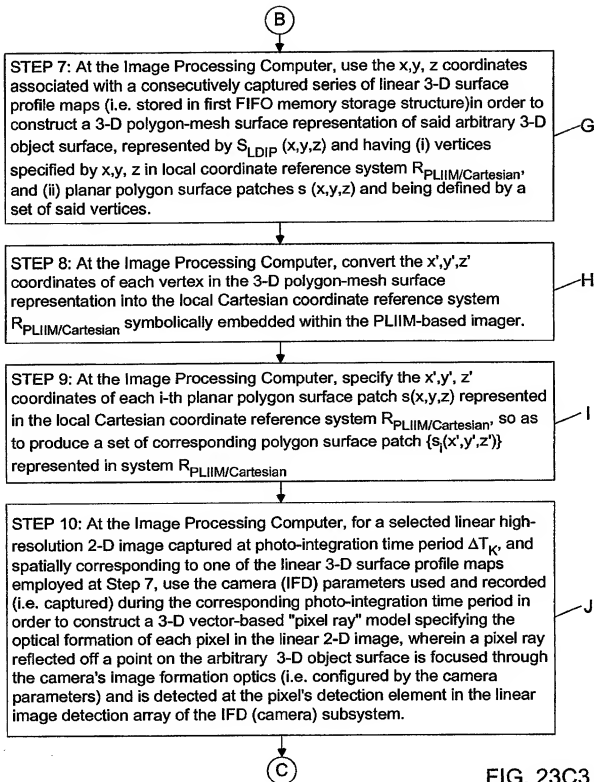 B
STEP 7: At the Image Processing Computer, use the x,y, z coordinates
associated with a consecutively captured series of linear 3-D surface
profile maps (i.e. stored in first FIFO memory storage structure)in order to
construct a 3-D polygon-mesh surface representation of said arbitrary 3-D
object surface, represented by S_LDIP (x,y,z) and having (i) vertices
specified by x,y, z in local coordinate reference system R_PLIIM/Cartesian,
and (ii) planar polygon surface patches s (x,y,z) and being defined by a
set of said vertices.
G
STEP 8: At the Image Processing Computer, convert the x',y',z'
coordinates of each vertex in the 3-D polygon-mesh surface
representation into the local Cartesian coordinate reference system
R_PLIIM/Cartesian symbolically embedded within the PLIIM-based imager.
H
STEP 9: At the Image Processing Computer, specify the x',y', z'
coordinates of each i-th planar polygon surface patch s(x,y,z) represented
in the local Cartesian coordinate reference system R_PLIIM/Cartesian, so as
to produce a set of corresponding polygon surface patch {s_i(x',y',z')}
represented in system R_PLIIM/Cartesian
I
STEP 10: At the Image Processing Computer, for a selected linear high-
resolution 2-D image captured at photo-integration time period ΔT_K, and
spatially corresponding to one of the linear 3-D surface profile maps
employed at Step 7, use the camera (IFD) parameters used and recorded
(i.e. captured) during the corresponding photo-integration time period in
order to construct a 3-D vector-based "pixel ray" model specifying the
optical formation of each pixel in the linear 2-D image, wherein a pixel ray
reflected off a point on the arbitrary 3-D object surface is focused through
the camera's image formation optics (i.e. configured by the camera
parameters) and is detected at the pixel's detection element in the linear
image detection array of the IFD (camera) subsystem.
J
C
FIG. 23C3